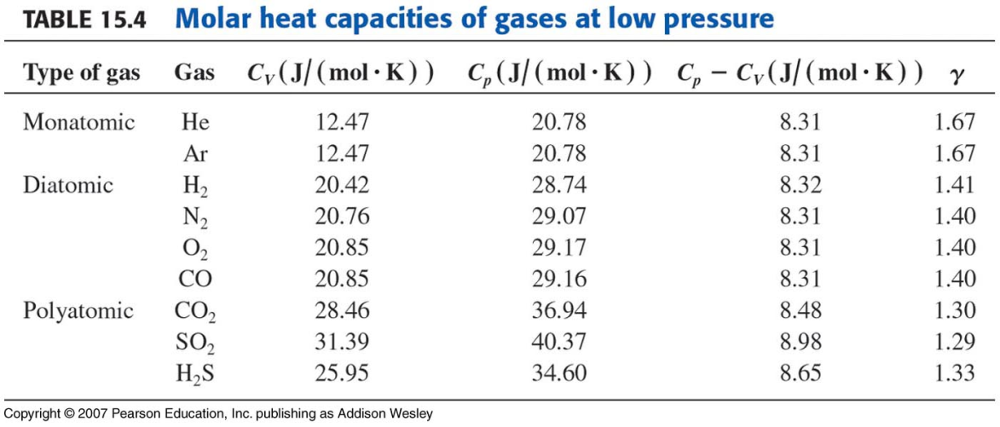 TABLE 15.4 Molar heat capacities of gases at low pressure
Type of gas Gas Cᵥ(J/(mol · K)) Cₚ(J/(mol · K)) Cₚ − Cᵥ(J/(mol · K)) γ
Monatomic He 12.47 20.78 8.31 1.67
Ar 12.47 20.78 8.31 1.67
Diatomic H₂ 20.42 28.74 8.32 1.41
N₂ 20.76 29.07 8.31 1.40
O₂ 20.85 29.17 8.31 1.40
CO 20.85 29.16 8.31 1.40
Polyatomic CO₂ 28.46 36.94 8.48 1.30
SO₂ 31.39 40.37 8.98 1.29
H₂S 25.95 34.60 8.65 1.33
Copyright © 2007 Pearson Education, Inc. publishing as Addison Wesley